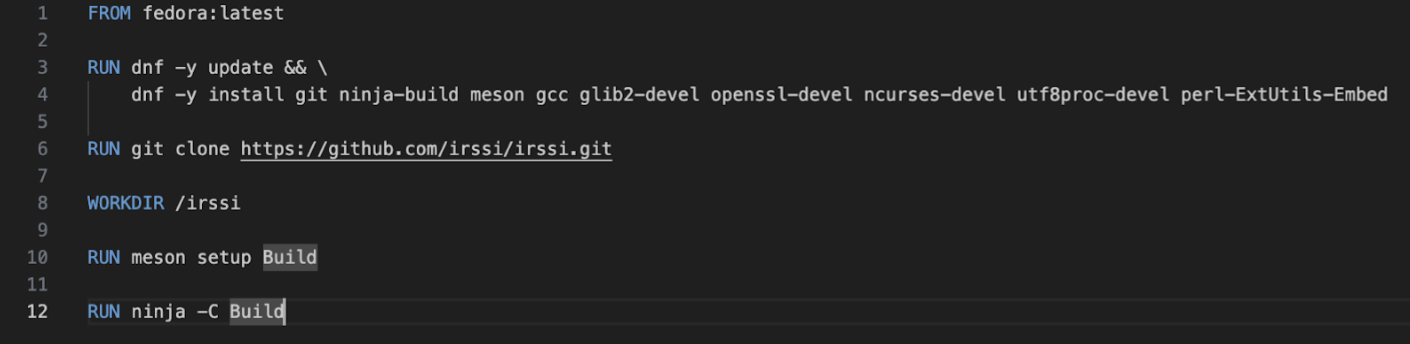 1 FROM fedora:latest
2
3 RUN dnf -y update && \
4 dnf -y install git ninja-build meson gcc glib2-devel openssl-devel ncurses-devel utf8proc-devel perl-ExtUtils-Embed
5
6 RUN git clone https://github.com/irssi/irssi.git
7
8 WORKDIR /irssi
9
10 RUN meson setup Build
11
12 RUN ninja -C Build